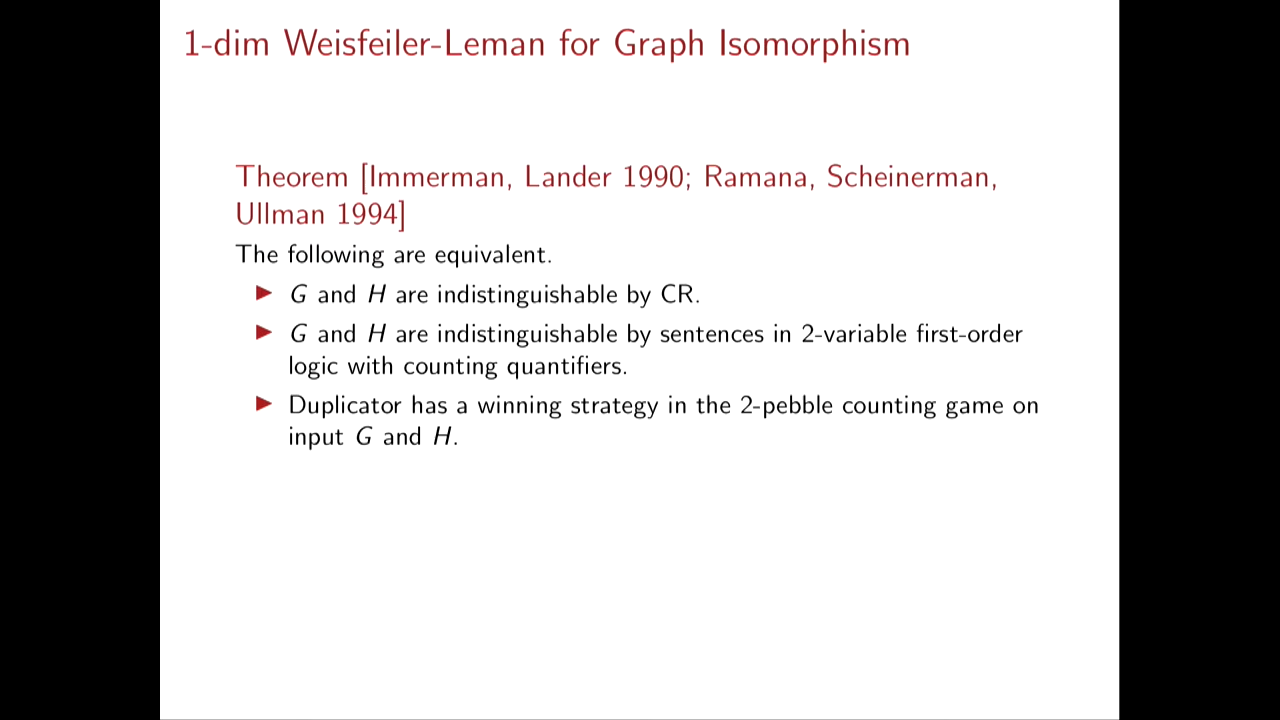 1-dim Weisfeiler-Leman for Graph Isomorphism
Theorem [Immerman, Lander 1990; Ramana, Scheinerman,
Ullman 1994]
The following are equivalent.
▶ G and H are indistinguishable by CR.
▶ G and H are indistinguishable by sentences in 2-variable first-order
logic with counting quantifiers.
▶ Duplicator has a winning strategy in the 2-pebble counting game on
input G and H.